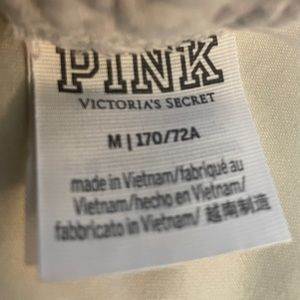 PINK
VICTORIA'S SECRET
M | 170/72A
made in Vietnam/fabriqué au
Vietnam/hecho en Vietnam/
fabbricato in Vietnam/ 越南制造